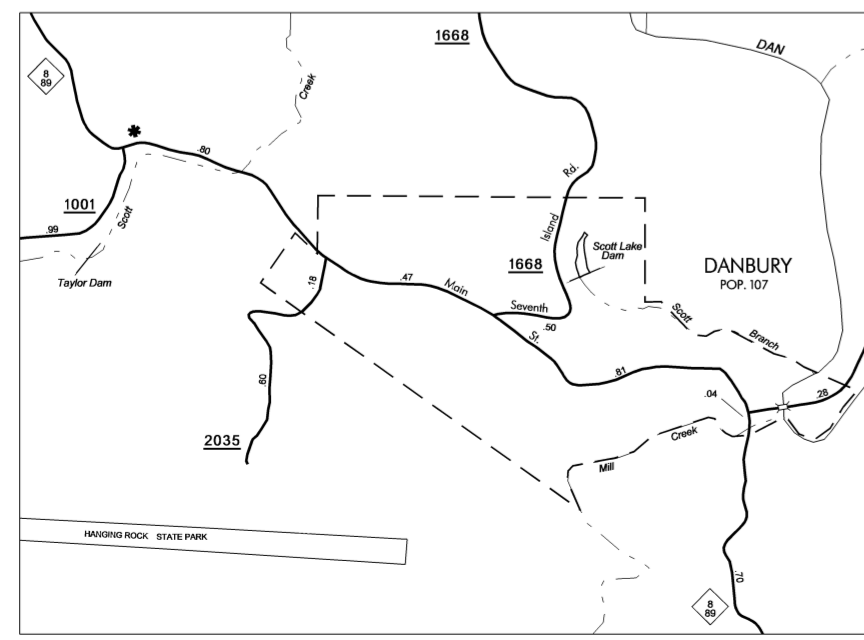 1668
DAN
8
89
Creek
.80
Rd.
1001
Scott
.99
Island
Scott Lake
Dam
Taylor Dam
1668
DANBURY
POP. 107
.18
.47
Main
Seventh
.50
St.
Scott
Branch
.60
.81
.04
.28
2035
Mill
Creek
HANGING ROCK STATE PARK
.70
8
89